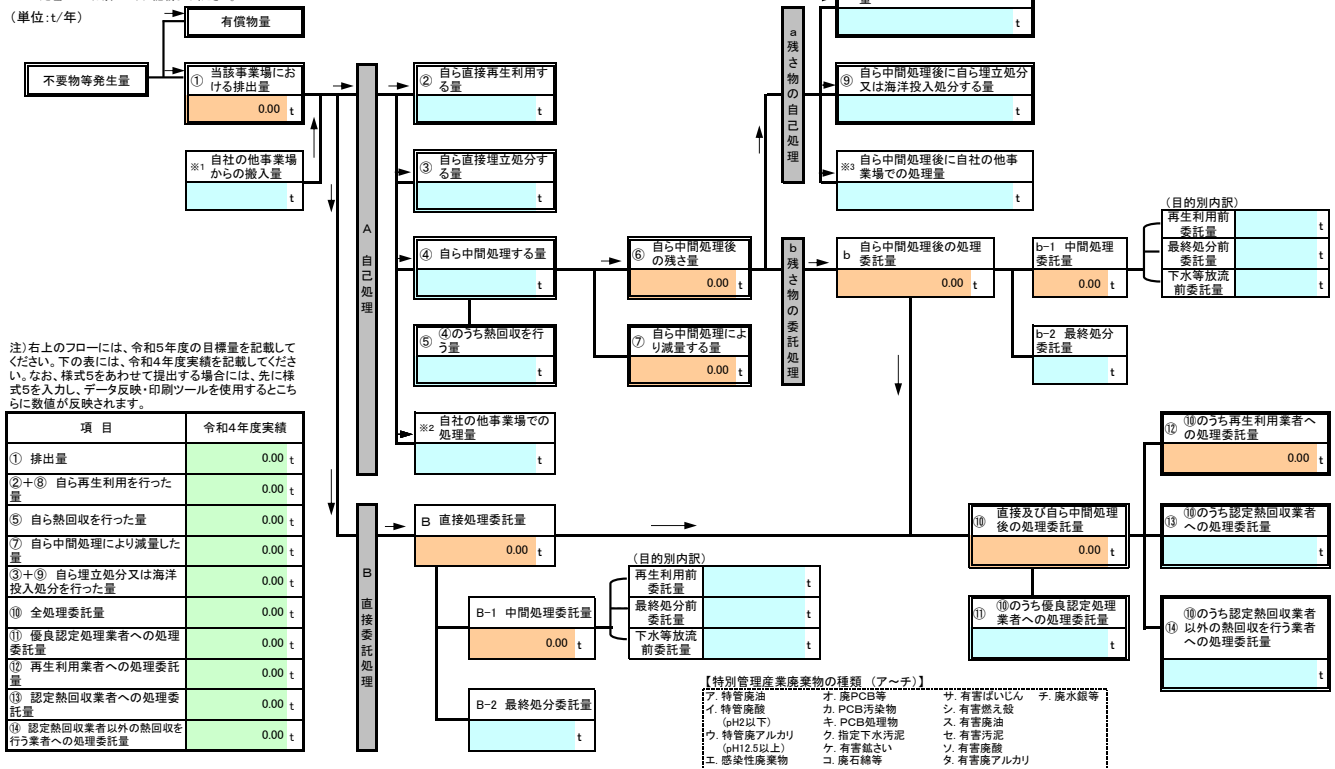 (単位:t/年)
有償物量
不要物等発生量
① 当該事業場にお
ける排出量
0.00 t
※1 自社の他事業場
からの搬入量
t
A 自己処理
② 自ら直接再生利用す
る量
t
③ 自ら直接埋立処分す
る量
t
④ 自ら中間処理する量
t
⑤ ④のうち熱回収を行
う量
t
※2 自社の他事業場での
処理量
t
⑥ 自ら中間処理後
の残さ量
0.00 t
⑦ 自ら中間処理によ
り減量する量
0.00 t
a 残さ物の自己処理
量
t
⑨ 自ら中間処理後に自ら埋立処分
又は海洋投入処分する量
t
※3 自ら中間処理後に自社の他事
業場での処理量
t
b 残さ物の委託処理
b 自ら中間処理後の処理
委託量
0.00 t
b-1 中間処理
委託量
0.00 t
b-2 最終処分
委託量
t
(目的別内訳)
再生利用前
委託量
t
最終処分前
委託量
t
下水等放流
前委託量
t
注)右上のフローには、令和5年度の目標量を記載して
ください。下の表には、令和4年度実績を記載してくださ
い。なお、様式5をあわせて提出する場合には、先に様
式5を入力し、データ反映・印刷ツールを使用するとこち
らに数値が反映されます。
項 目 令和4年度実績
① 排出量 0.00 t
②+⑧ 自ら再生利用を行った
量 0.00 t
⑤ 自ら熱回収を行った量 0.00 t
⑦ 自ら中間処理により減量した
量 0.00 t
③+⑨ 自ら埋立処分又は海洋
投入処分を行った量 0.00 t
⑩ 全処理委託量 0.00 t
⑪ 優良認定処理業者への処理
委託量 0.00 t
⑫ 再生利用業者への処理委託
量 0.00 t
⑬ 認定熱回収業者への処理委
託量 0.00 t
⑭ 認定熱回収業者以外の熱回収を
行う業者への処理委託量 0.00 t
B 直接委託処理
B 直接処理委託量
0.00 t
B-1 中間処理委託量
0.00 t
B-2 最終処分委託量
t
(目的別内訳)
再生利用前
委託量
t
最終処分前
委託量
t
下水等放流
前委託量
t
⑩ 直接及び自ら中間処理
後の処理委託量
0.00 t
⑪ ⑩のうち優良認定処理
業者への処理委託量
t
⑫ ⑩のうち再生利用業者へ
の処理委託量
0.00 t
⑬ ⑩のうち認定熱回収業者
への処理委託量
t
⑭ ⑩のうち認定熱回収業者
以外の熱回収を行う業者
への処理委託量
t
【特別管理産業廃棄物の種類 (ア~チ)】
ア. 特管廃油 オ. 廃PCB等 サ. 有害ばいじん チ. 廃水銀等
イ. 特管廃酸 カ. PCB汚染物 シ. 有害燃え殻
(pH2以下) キ. PCB処理物 ス. 有害廃油
ウ. 特管廃アルカリ ク. 指定下水汚泥 セ. 有害汚泥
(pH12.5以上) ケ. 有害鉱さい ソ. 有害廃酸
エ. 感染性廃棄物 コ. 廃石綿等 タ. 有害廃アルカリ